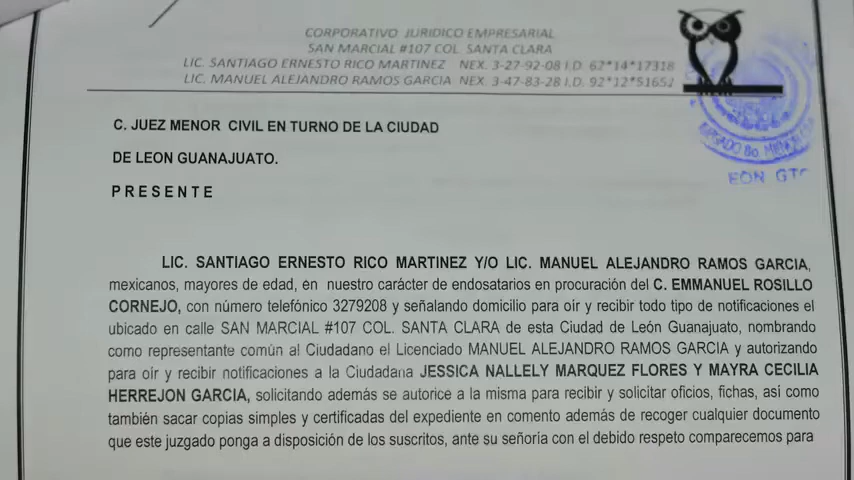 CORPORATIVO JURIDICO EMPRESARIAL
SAN MARCIAL #107 COL. SANTA CLARA
LIC. SANTIAGO ERNESTO RICO MARTINEZ NEX. 3-27-92-08 I.D. 62*14*17318
LIC. MANUEL ALEJANDRO RAMOS GARCIA NEX. 3-47-83-28 I.D. 92*12*51652
JUZGADO 8o. MENOR
EON GTO
C. JUEZ MENOR CIVIL EN TURNO DE LA CIUDAD
DE LEON GUANAJUATO.
P R E S E N T E
LIC. SANTIAGO ERNESTO RICO MARTINEZ Y/O LIC. MANUEL ALEJANDRO RAMOS GARCIA,
mexicanos, mayores de edad, en nuestro carácter de endosatarios en procuración del C. EMMANUEL ROSILLO
CORNEJO, con número telefónico 3279208 y señalando domicilio para oír y recibir todo tipo de notificaciones el
ubicado en calle SAN MARCIAL #107 COL. SANTA CLARA de esta Ciudad de León Guanajuato, nombrando
como representante común al Ciudadano el Licenciado MANUEL ALEJANDRO RAMOS GARCIA y autorizando
para oír y recibir notificaciones a la Ciudadana JESSICA NALLELY MARQUEZ FLORES Y MAYRA CECILIA
HERREJON GARCIA, solicitando además se autorice a la misma para recibir y solicitar oficios, fichas, así como
también sacar copias simples y certificadas del expediente en comento además de recoger cualquier documento
que este juzgado ponga a disposición de los suscritos, ante su señoria con el debido respeto comparecemos para